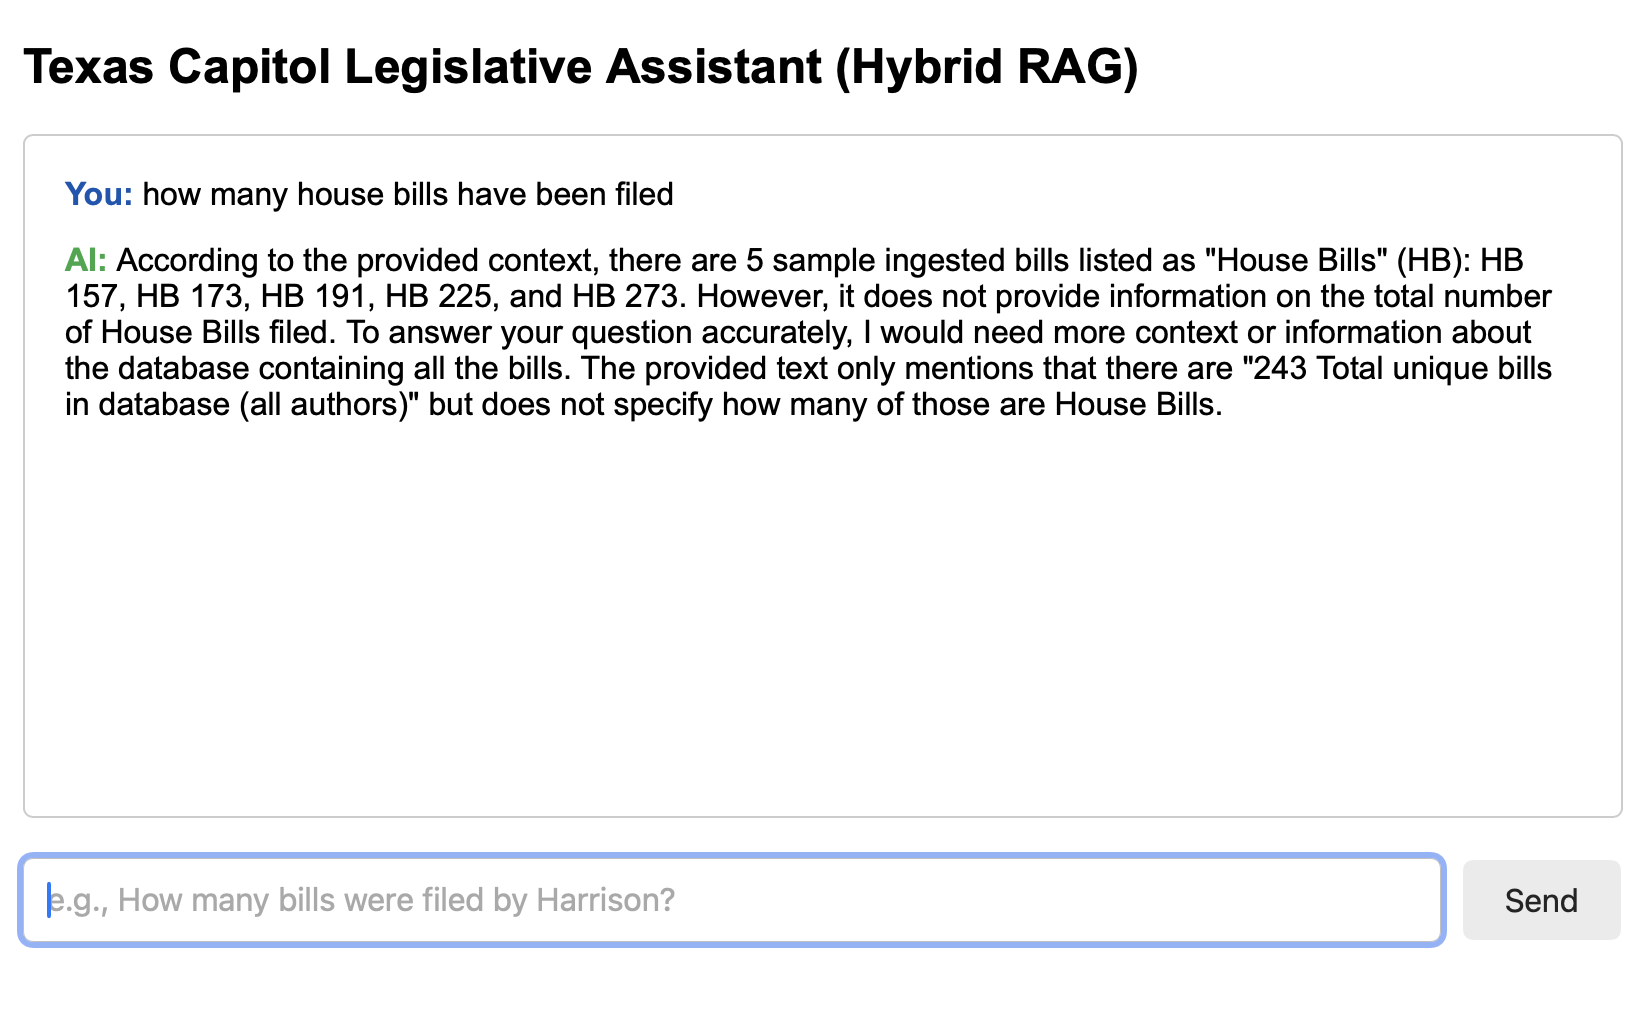 Texas Capitol Legislative Assistant (Hybrid RAG)
You: how many house bills have been filed
AI: According to the provided context, there are 5 sample ingested bills listed as "House Bills" (HB): HB
157, HB 173, HB 191, HB 225, and HB 273. However, it does not provide information on the total number
of House Bills filed. To answer your question accurately, I would need more context or information about
the database containing all the bills. The provided text only mentions that there are "243 Total unique bills
in database (all authors)" but does not specify how many of those are House Bills.
e.g., How many bills were filed by Harrison?
Send